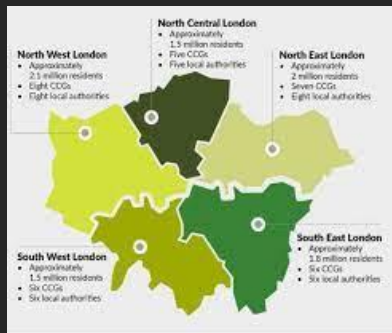 North Central London
• Approximately
1.5 million residents
• Five CCGs
• Five local authorities
North West London
• Approximately
2.1 million residents
• Eight CCGs
• Eight local authorities
North East London
• Approximately
2 million residents
• Seven CCGs
• Eight local authorities
South West London
• Approximately
1.5 million residents
• Six CCGs
• Six local authorities
South East London
• Approximately
1.8 million residents
• Six CCGs
• Six local authorities